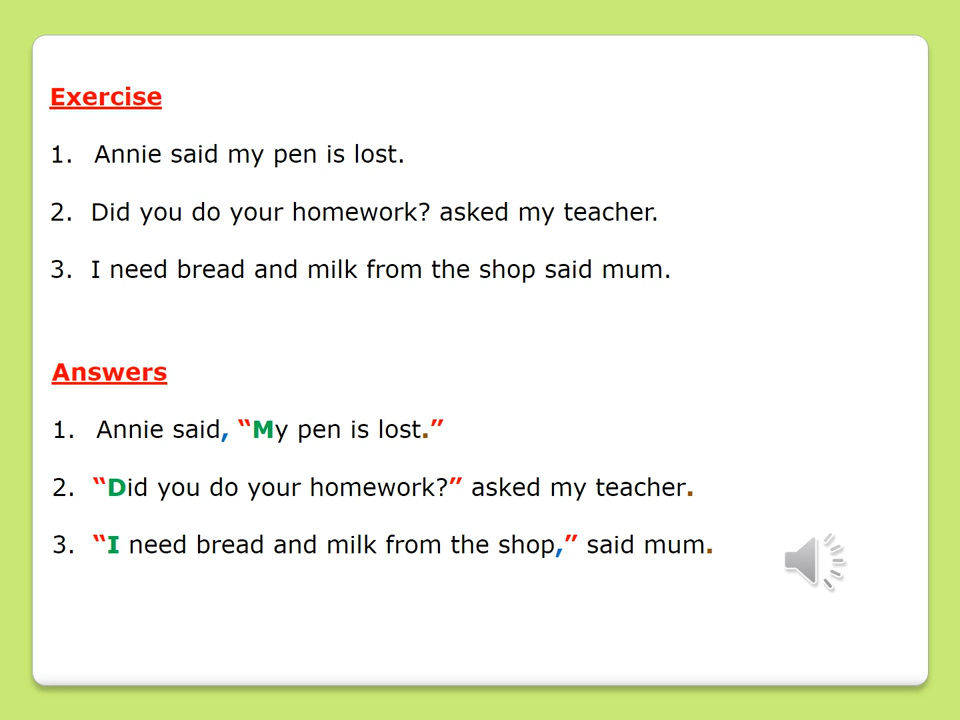 Exercise
1. Annie said my pen is lost.
2. Did you do your homework? asked my teacher.
3. I need bread and milk from the shop said mum.
Answers
1. Annie said, “My pen is lost.”
2. “Did you do your homework?” asked my teacher.
3. “I need bread and milk from the shop,” said mum.